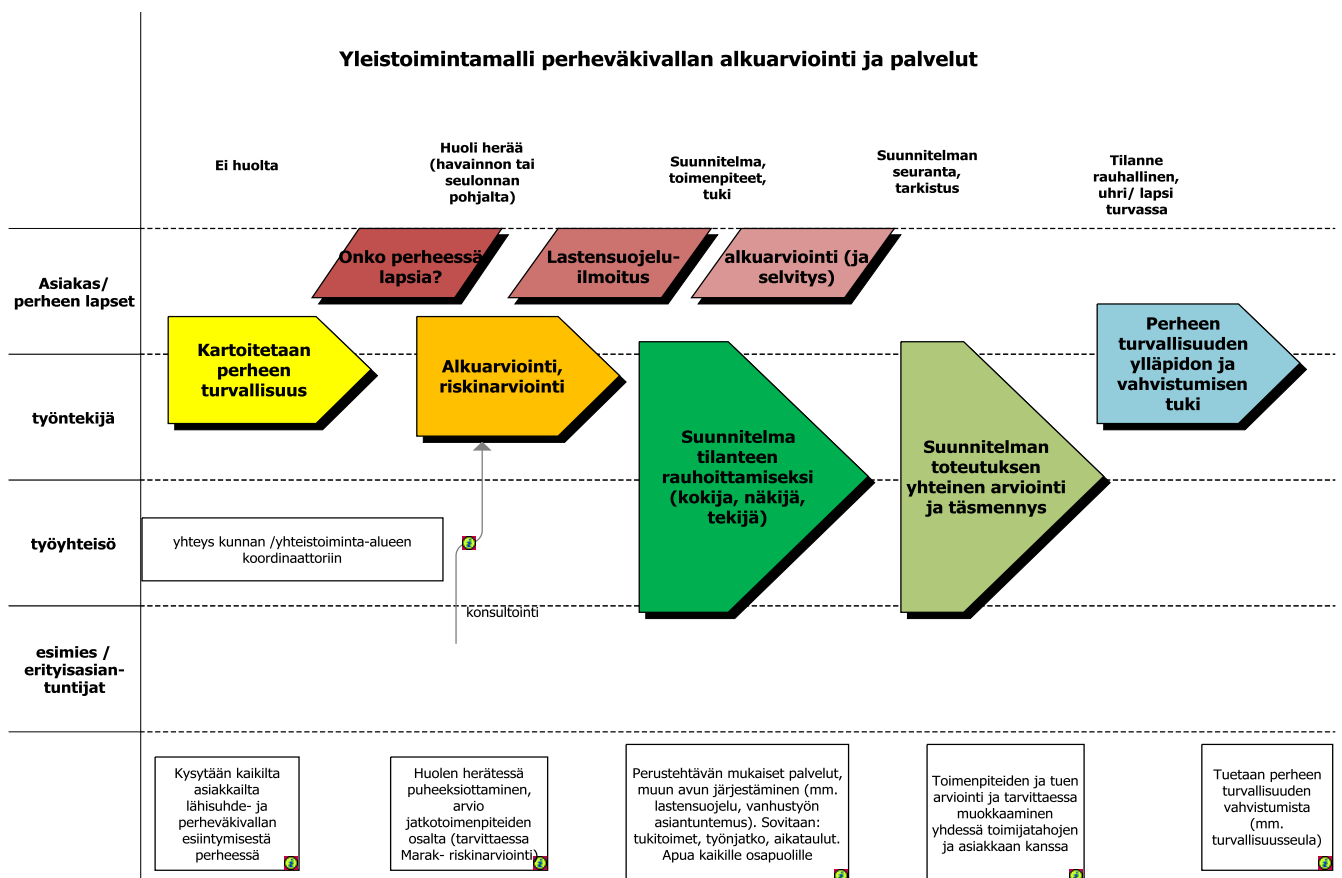 Yleistoimintamalli perheväkivallan alkuarviointi ja palvelut
Ei huolta
Huoli herää
(havainnon tai
seulonnan
pohjalta)
Suunnitelma,
toimenpiteet,
tuki
Suunnitelman
seuranta,
tarkistus
Tilanne
rauhallinen,
uhri/ lapsi
turvassa
Asiakas/
perheen lapset
Onko perheessä
lapsia?
Lastensuojelu-
ilmoitus
alkuarviointi (ja
selvitys)
Kartoitetaan
perheen
turvallisuus
Alkuarviointi,
riskinarviointi
Perheen
turvallisuuden
ylläpidon ja
vahvistumisen
tuki
työntekijä
Suunnitelma
tilanteen
rauhoittamiseksi
(kokija, näkijä,
tekijä)
Suunnitelman
toteutuksen
yhteinen arviointi
ja täsmennys
työyhteisö
yhteys kunnan /yhteistoiminta-alueen
koordinaattoriin
konsultointi
esimies /
erityisasian-
tuntijat
Kysytään kaikilta
asiakkailta
lähisuhde- ja
perheväkivallan
esiintymisestä
perheessä
Huolen herätessä
puheeksiottaminen,
arvio
jatkotoimenpiteiden
osalta (tarvittaessa
Marak- riskinarviointi)
Perustehtävän mukaiset palvelut,
muun avun järjestäminen (mm.
lastensuojelu, vanhustyön
asiantuntemus). Sovitaan:
tukitoimet, työnjatko, aikataulut.
Apua kaikille osapuolille
Toimenpiteiden ja tuen
arviointi ja tarvittaessa
muokkaaminen
yhdessä toimijatahojen
ja asiakkaan kanssa
Tuetaan perheen
turvallisuuden
vahvistumista
(mm.
turvallisuusseula)